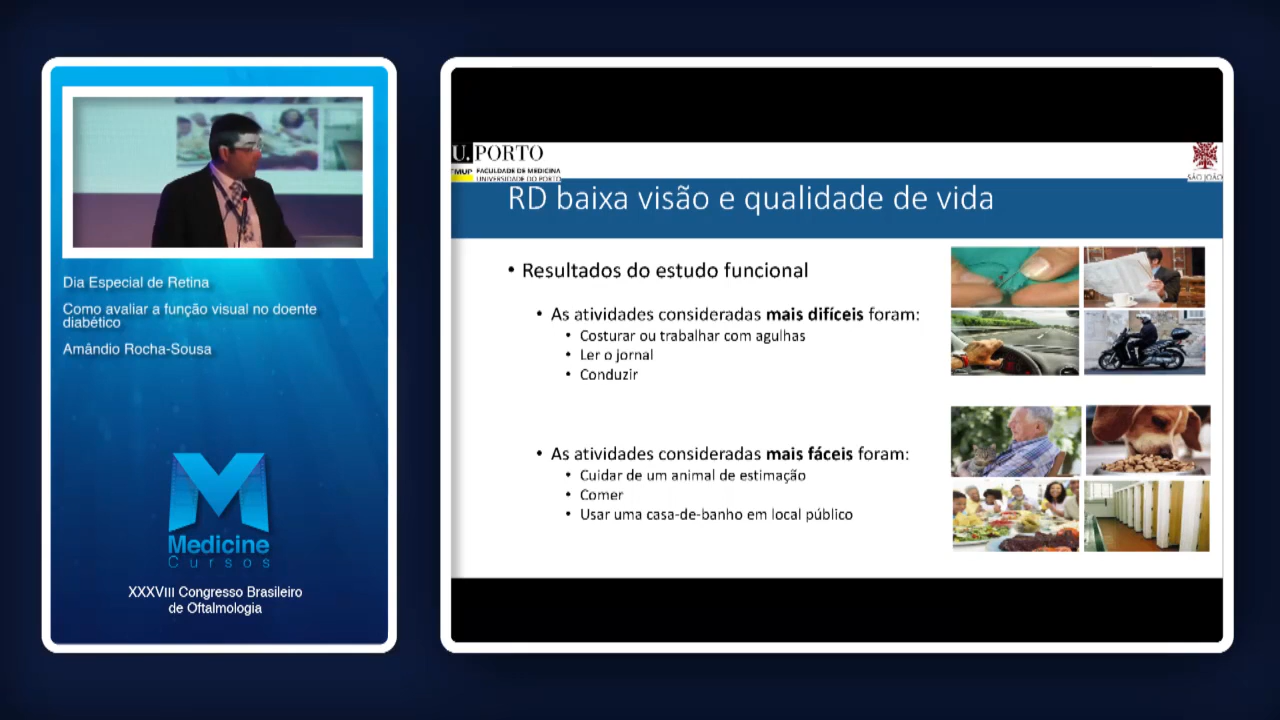 Dia Especial de Retina
Como avaliar a função visual no doente
diabético
Amândio Rocha-Sousa
Medicine
Cursos
XXXVIII Congresso Brasileiro
de Oftalmologia
U.PORTO
FMUP FACULDADE DE MEDICINA
UNIVERSIDADE DO PORTO
SÃO JOÃO
RD baixa visão e qualidade de vida
• Resultados do estudo funcional
• As atividades consideradas mais difíceis foram:
• Costurar ou trabalhar com agulhas
• Ler o jornal
• Conduzir
• As atividades consideradas mais fáceis foram:
• Cuidar de um animal de estimação
• Comer
• Usar uma casa-de-banho em local público